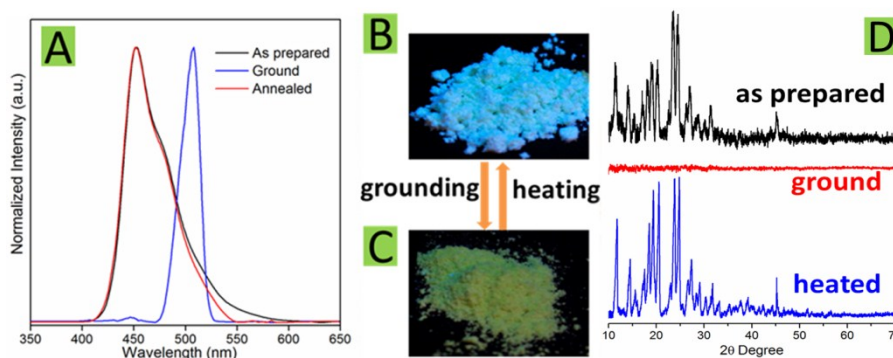 A
Normalized Intensity (a.u.)
As prepared
Ground
Annealed
350 400 450 500 550 600 650
Wavelength (nm)
B
grounding
heating
C
D
as prepared
ground
heated
10 20 30 40 50 60 70
2θ Degree